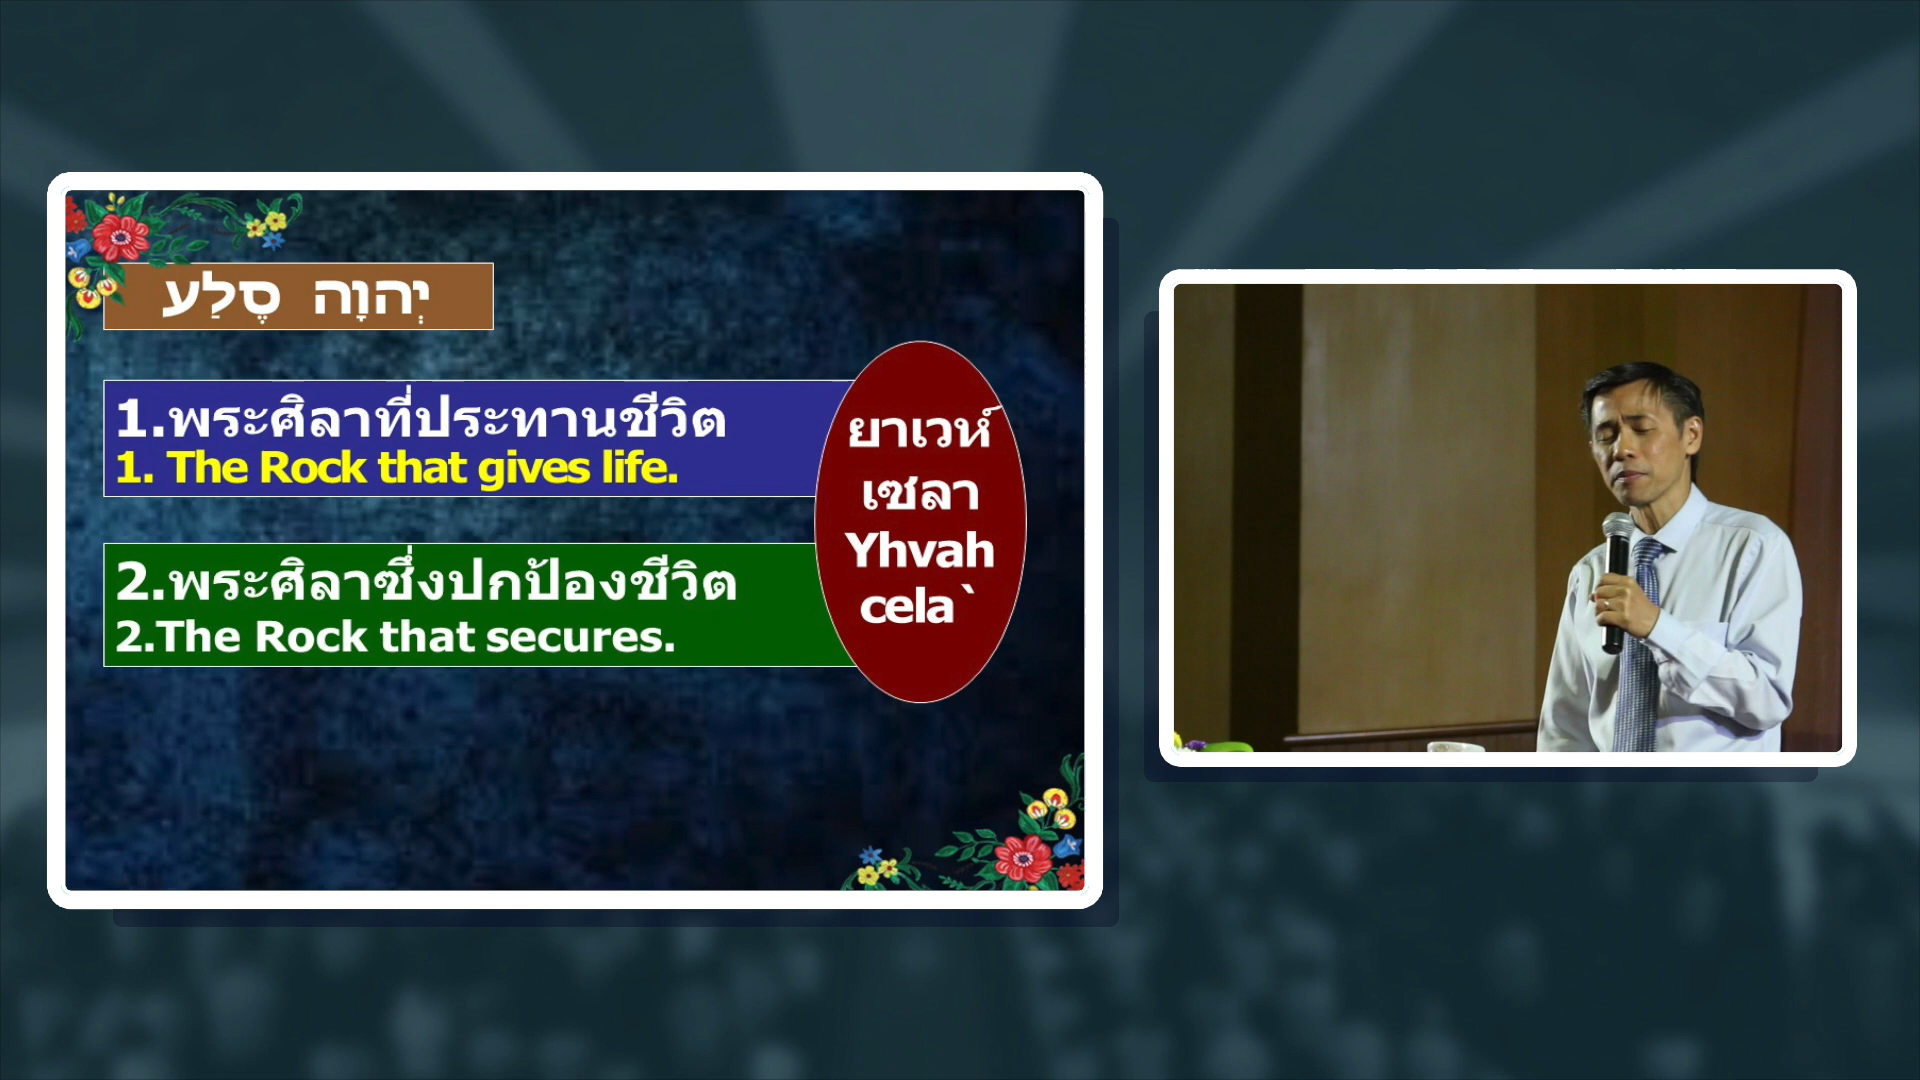 יְהוָה סֶלַע
1.พระศิลาที่ประทานชีวิต
1. The Rock that gives life.
2.พระศิลาซึ่งปกป้องชีวิต
2.The Rock that secures.
ยาเวห์
เซลา
Yhvah
cela`